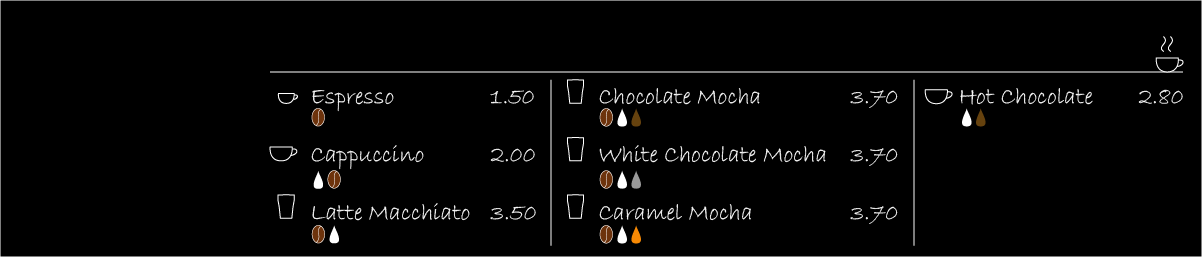 Espresso 1.50
Cappuccino 2.00
Latte Macchiato 3.50
Chocolate Mocha 3.70
White Chocolate Mocha 3.70
Caramel Mocha 3.70
Hot Chocolate 2.80